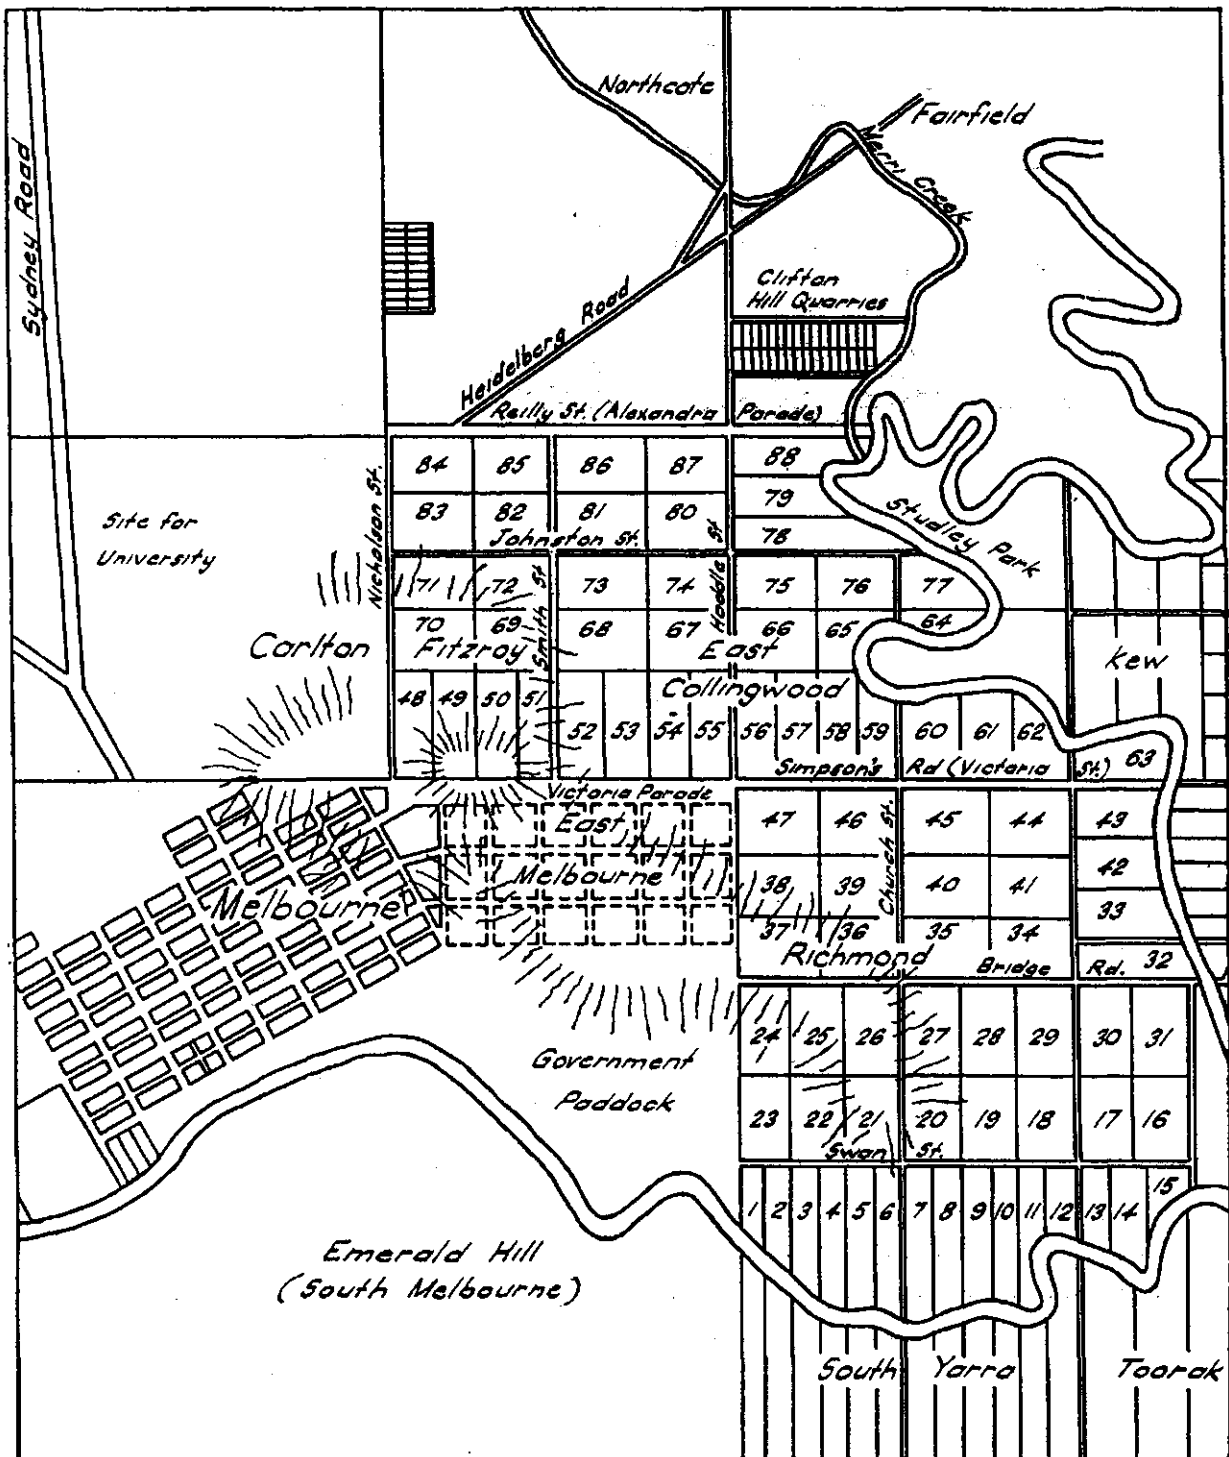 Northcote
Fairfield
Merri Creek
Sydney Road
Clifton
Hill Quarries
Heidelberg Road
Reilly St. (Alexandra Parade)
84 85 86 87 88
83 82 81 80 79
Johnston St. 78
Site for
University
Nicholson St.
Smith St
Hoddle St
Studley Park
71 72 73 74 75 76 77
70 69 68 67 66 65 64
Carlton
Fitzroy
East
Collingwood
Kew
48 49 50 51 52 53 54 55 56 57 58 59 60 61 62 63
Simpson's Rd (Victoria St.)
Victoria Parade
East
Melbourne
Melbourne
47 46 45 44 43
Church St.
38 39 40 41 42
37 36 35 34 33
Richmond
Bridge Rd. 32
24 25 26 27 28 29 30 31
Government
Paddock
23 22 21 20 19 18 17 16
Swan St.
1 2 3 4 5 6 7 8 9 10 11 12 13 14 15
Emerald Hill
(South Melbourne)
South Yarra
Toorak